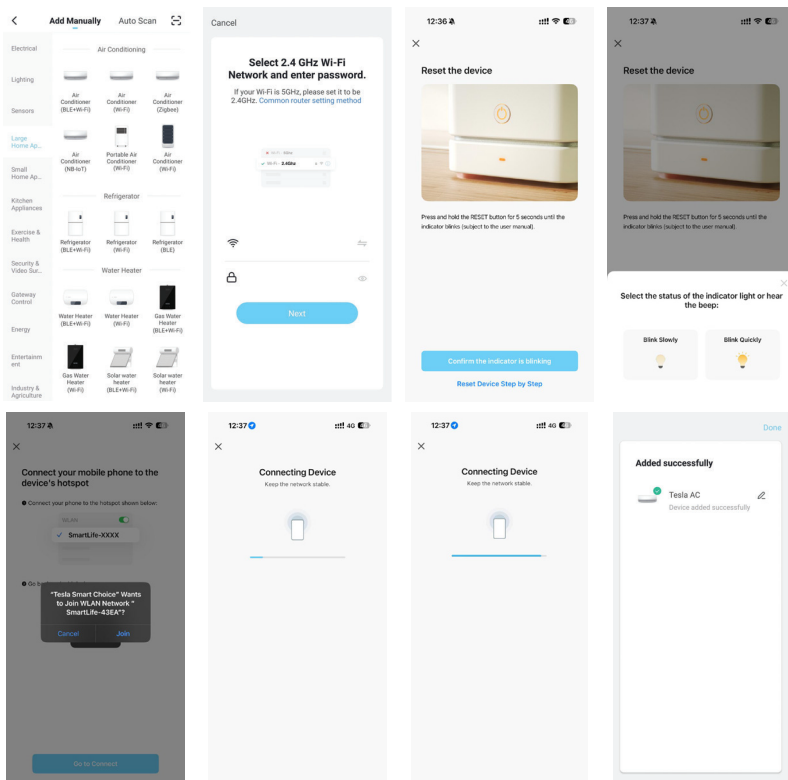 Add Manually Auto Scan
Electrical
Lighting
Sensors
Large
Home Ap...
Small
Home Ap...
Kitchen
Appliances
Exercise &
Health
Security &
Video Sur...
Gateway
Control
Energy
Entertainm
ent
Industry &
Agriculture
Air Conditioning
Air
Conditioner
(BLE+Wi-Fi)
Air
Conditioner
(Wi-Fi)
Air
Conditioner
(Zigbee)
Air
Conditioner
(NB-IoT)
Portable Air
Conditioner
(Wi-Fi)
Air
Conditioner
(Wi-Fi)
Refrigerator
Refrigerator
(BLE+Wi-Fi)
Refrigerator
(Wi-Fi)
Refrigerator
(BLE)
Water Heater
Water Heater
(BLE+Wi-Fi)
Water Heater
(Wi-Fi)
Gas Water
Heater
(BLE+Wi-Fi)
Gas Water
Heater
(Wi-Fi)
Solar water
heater
(BLE+Wi-Fi)
Solar water
heater
(Wi-Fi)
Cancel
Select 2.4 GHz Wi-Fi
Network and enter password.
If your Wi-Fi is 5GHz, please set it to be
2.4GHz. Common router setting method
Wi-Fi - 5Ghz
Wi-Fi - 2.4Ghz
Next
12:36
Reset the device
Press and hold the RESET button for 5 seconds until the
indicator blinks (subject to the user manual).
Confirm the indicator is blinking
Reset Device Step by Step
12:37
Reset the device
Press and hold the RESET button for 5 seconds until the
indicator blinks (subject to the user manual).
Select the status of the indicator light or hear
the beep:
Blink Slowly
Blink Quickly
12:37
Connect your mobile phone to the
device's hotspot
❶ Connect your phone to the hotspot shown below:
WLAN
SmartLife-XXXX
❷ Go b
"Tesla Smart Choice" Wants
to Join WLAN Network "
SmartLife-43EA"?
Cancel Join
Go to Connect
12:37 4G
Connecting Device
Keep the network stable.
12:37 4G
Connecting Device
Keep the network stable.
Done
Added successfully
Tesla AC
Device added successfully